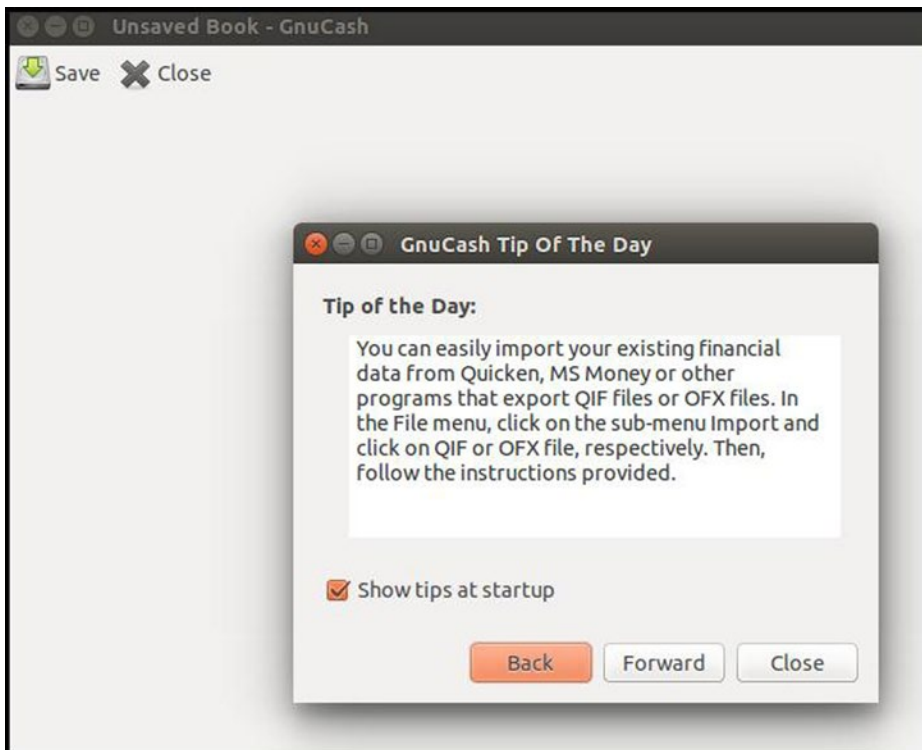 Unsaved Book - GnuCash
Save Close
GnuCash Tip Of The Day
Tip of the Day:
You can easily import your existing financial
data from Quicken, MS Money or other
programs that export QIF files or OFX files. In
the File menu, click on the sub-menu Import and
click on QIF or OFX file, respectively. Then,
follow the instructions provided.
Show tips at startup
Back Forward Close